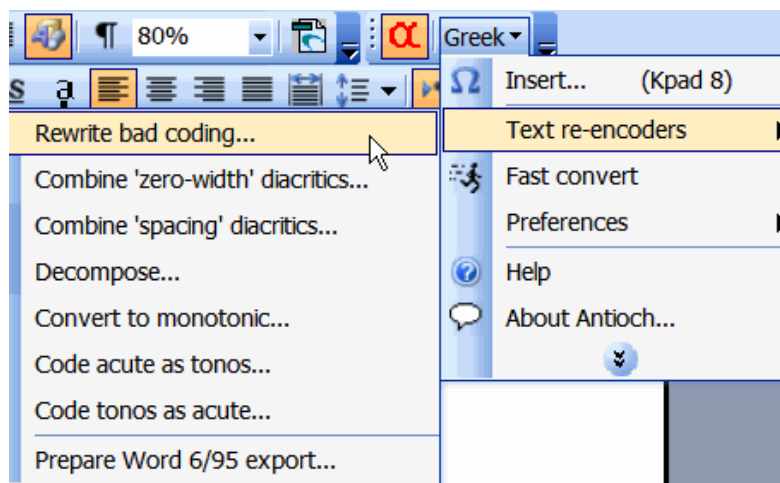 ¶ 80% α Greek
S a
Insert... (Kpad 8)
Text re-encoders
Fast convert
Preferences
Help
About Antioch...
Rewrite bad coding...
Combine 'zero-width' diacritics...
Combine 'spacing' diacritics...
Decompose...
Convert to monotonic...
Code acute as tonos...
Code tonos as acute...
Prepare Word 6/95 export...